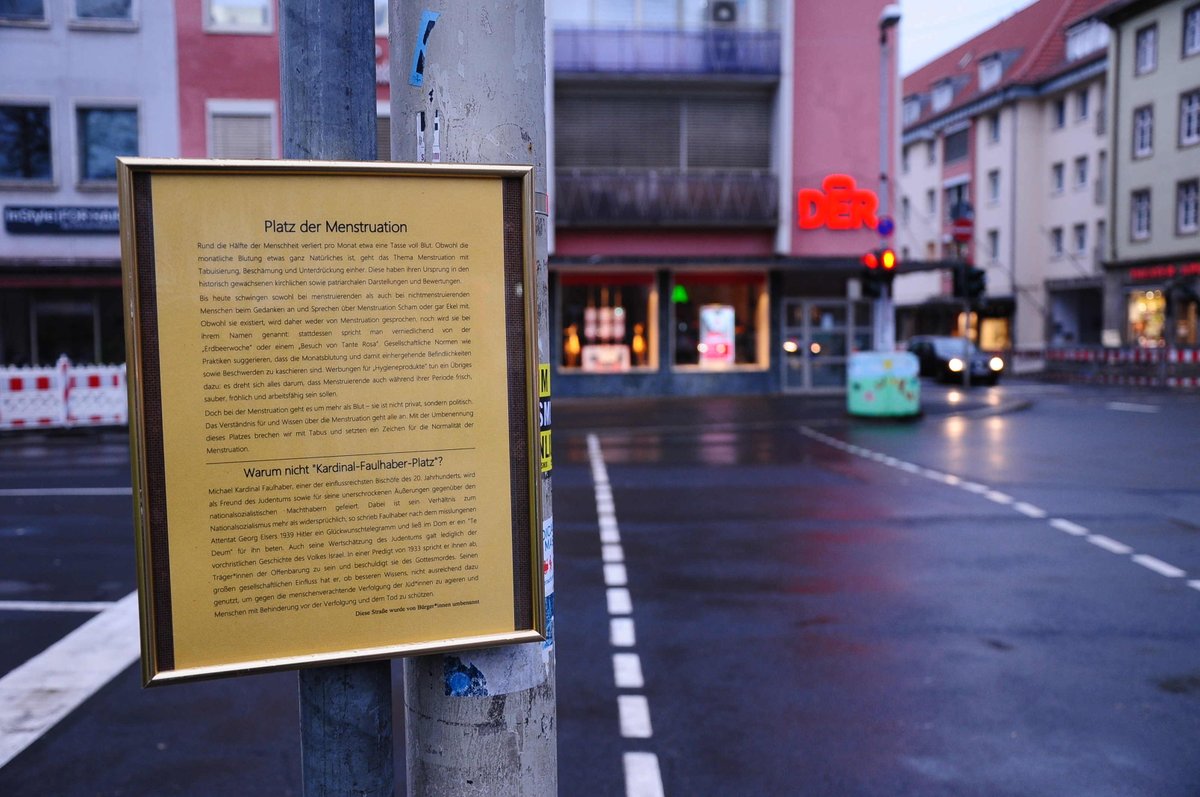 Platz der Menstruation
Rund die Hälfte der Menschheit verliert pro Monat etwa eine Tasse voll Blut. Obwohl die
monatliche Blutung etwas ganz Natürliches ist, geht das Thema Menstruation mit
Tabuisierung, Beschämung und Unterdrückung einher. Diese haben ihren Ursprung in den
historisch gewachsenen kirchlichen sowie patriarchalen Darstellungen und Bewertungen.
Bis heute schwingen sowohl bei menstruierenden als auch bei nichtmenstruierenden
Menschen beim Gedanken an und Sprechen über Menstruation Scham oder gar Ekel mit.
Obwohl sie existiert, wird daher weder von Menstruation gesprochen, noch wird sie bei
ihrem Namen genannt: stattdessen spricht man verniedlichend von der
„Erdbeerwoche" oder einem „Besuch von Tante Rosa". Gesellschaftliche Normen wie
Praktiken suggerieren, dass die Monatsblutung und damit einhergehende Befindlichkeiten
sowie Beschwerden zu kaschieren sind. Werbungen für „Hygieneprodukte" tun ein Übriges
dazu: es dreht sich alles darum, dass Menstruierende auch während ihrer Periode frisch,
sauber, fröhlich und arbeitsfähig sein sollen.
Doch bei der Menstruation geht es um mehr als Blut – sie ist nicht privat, sondern politisch.
Das Verständnis für und Wissen über die Menstruation geht alle an. Mit der Umbenennung
dieses Platzes brechen wir mit Tabus und setzten ein Zeichen für die Normalität der
Menstruation.
Warum nicht "Kardinal-Faulhaber-Platz"?
Michael Kardinal Faulhaber, einer der einflussreichsten Bischöfe des 20. Jahrhunderts, wird
als Freund des Judentums sowie für seine unerschrockenen Äußerungen gegenüber den
nationalsozialistischen Machthabern gefeiert. Dabei ist sein Verhältnis zum
Nationalsozialismus mehr als widersprüchlich, so schrieb Faulhaber nach dem misslungenen
Attentat Georg Elsers 1939 Hitler ein Glückwunschtelegramm und ließ im Dom er ein "Te
Deum" für ihn beten. Auch seine Wertschätzung des Judentums galt lediglich der
vorchristlichen Geschichte des Volkes Israel. In einer Predigt von 1933 spricht er ihnen ab,
Träger*innen der Offenbarung zu sein und beschuldigt sie des Gottesmordes. Seinen
großen gesellschaftlichen Einfluss hat er, ob besseren Wissens, nicht ausreichend dazu
genutzt, um gegen die menschenverachtende Verfolgung der Jüd*innen zu agieren und
Menschen mit Behinderung vor der Verfolgung und dem Tod zu schützen.
Diese Straße wurde von Bürger*innen umbenannt
DER